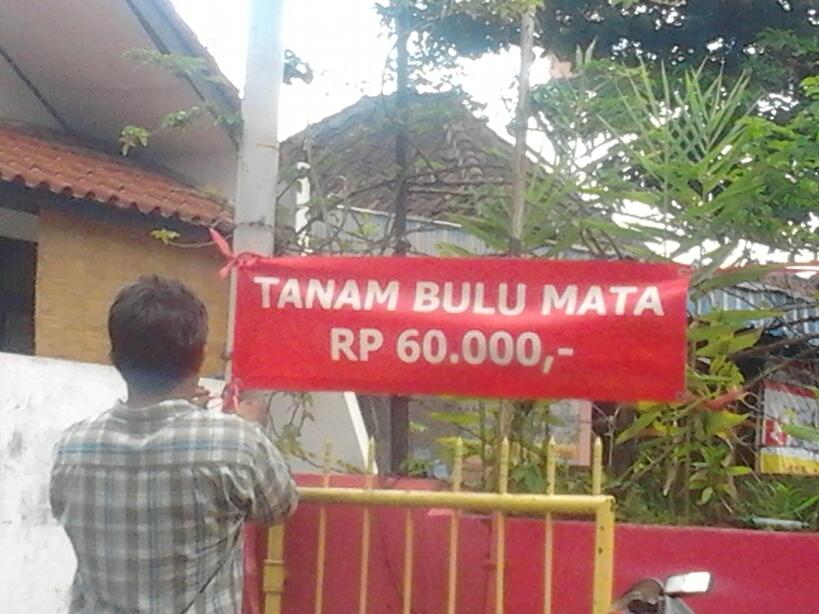 TANAM BULU MATA
RP 60.000,-